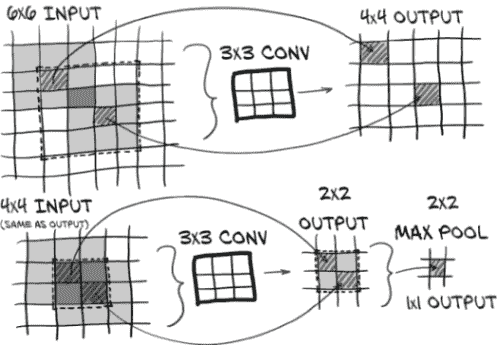 6x6 INPUT
3x3 CONV
4x4 OUTPUT
4x4 INPUT
(SAME AS OUTPUT)
3x3 CONV
2x2
OUTPUT
2x2
MAX POOL
1x1 OUTPUT